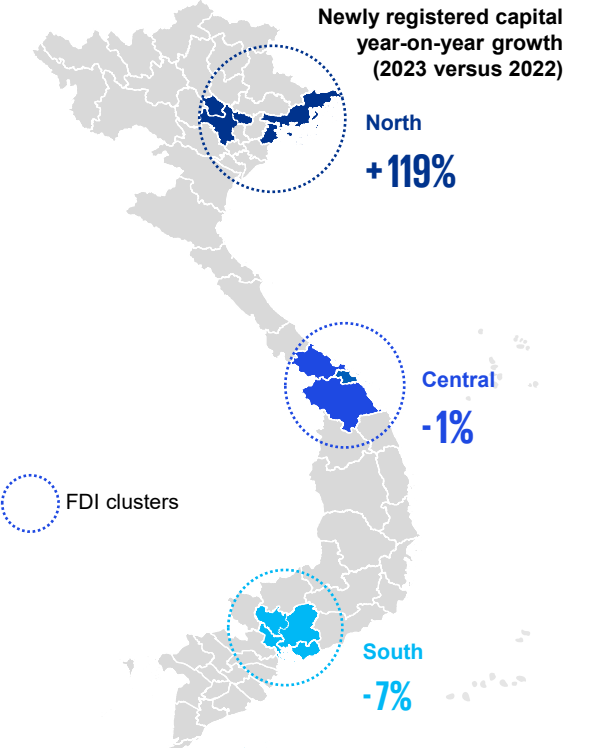 Newly registered capital
year-on-year growth
(2023 versus 2022)
North
+119%
Central
-1%
FDI clusters
South
-7%